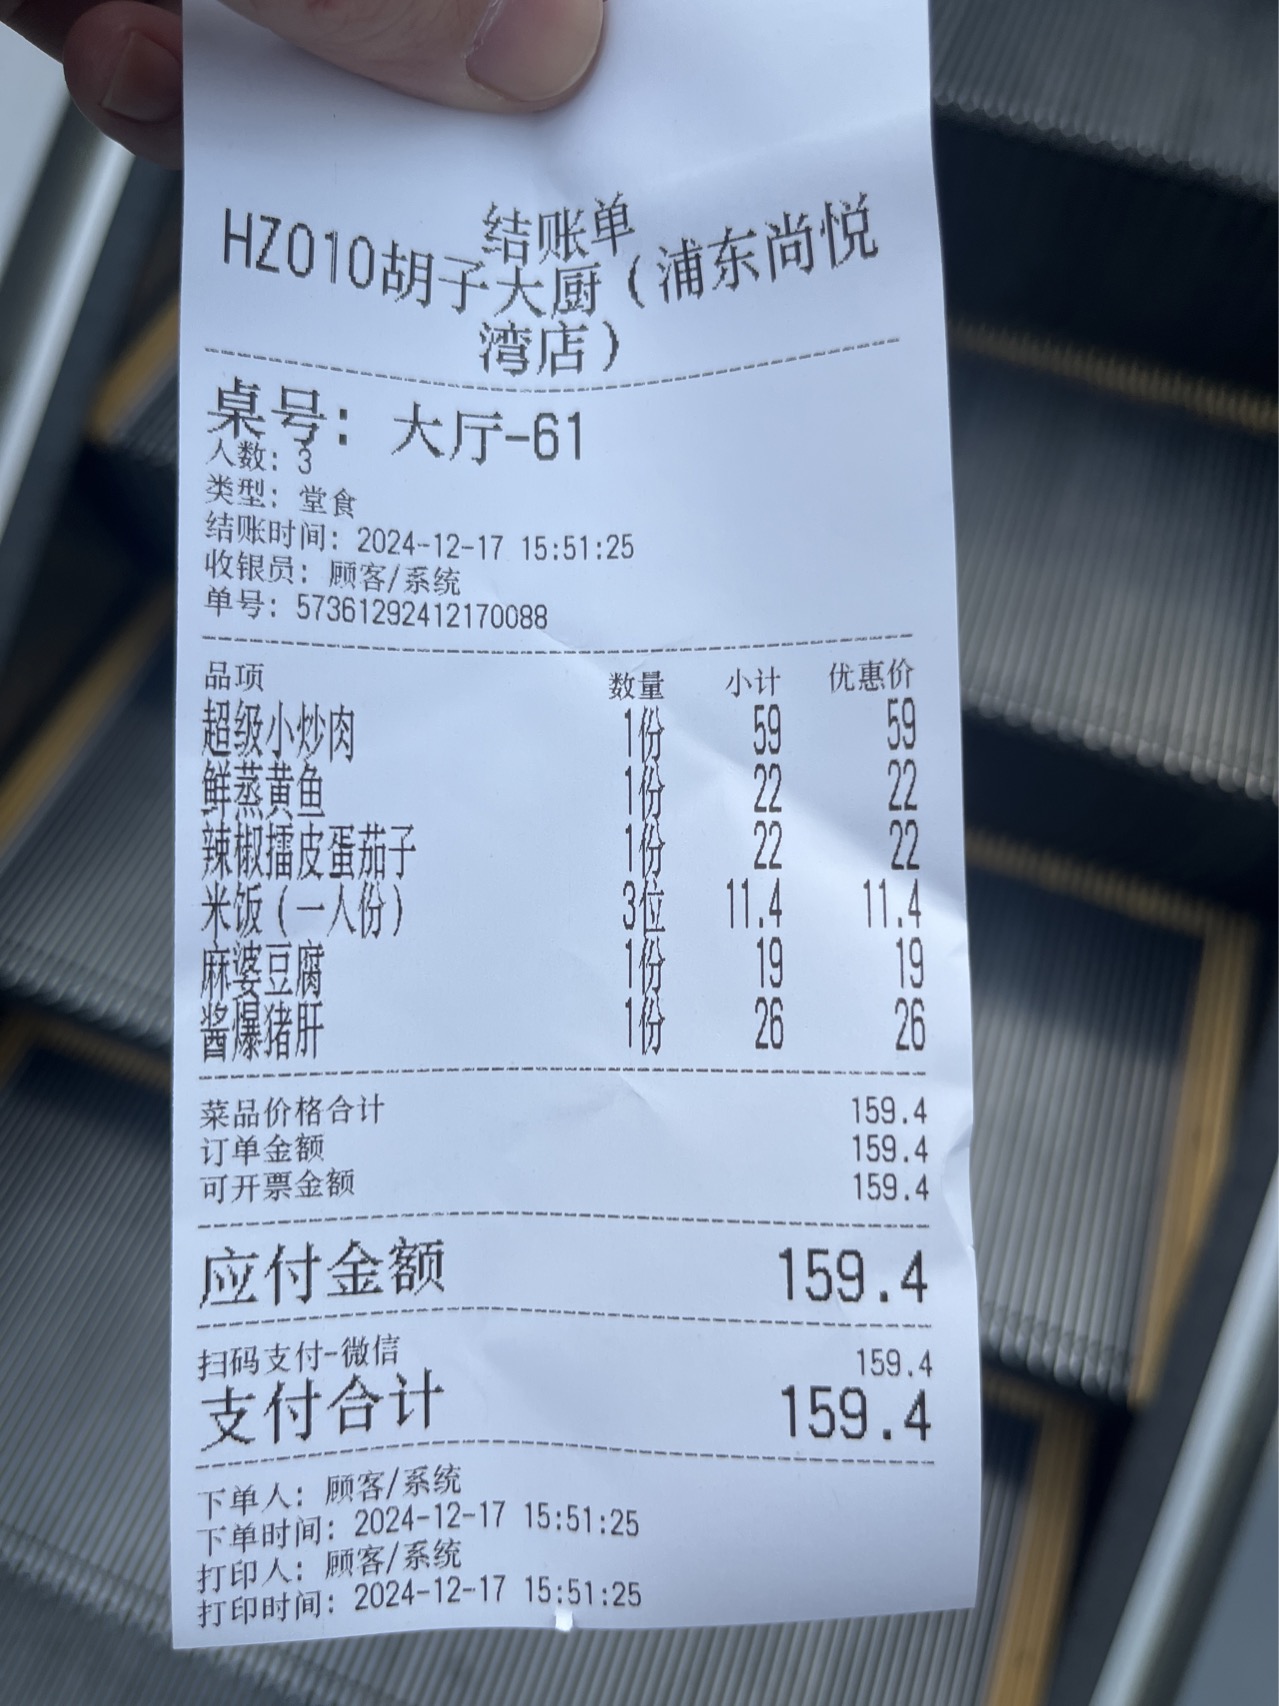 结账单
HZ010胡子大厨（浦东尚悦
湾店）
桌号：大厅-61
人数：3
类型：堂食
结账时间：2024-12-17 15:51:25
收银员：顾客/系统
单号：573612924121170088
品项 数量 小计 优惠价
超级小炒肉 1份 59 59
鲜蒸黄鱼 1份 22 22
辣椒擂皮蛋茄子 1份 22 22
米饭（一人份） 3位 11.4 11.4
麻婆豆腐 1份 19 19
酱爆猪肝 1份 26 26
菜品价格合计 159.4
订单金额 159.4
可开票金额 159.4
应付金额 159.4
扫码支付-微信 159.4
支付合计 159.4
下单人：顾客/系统
下单时间：2024-12-17 15:51:25
打印人：顾客/系统
打印时间：2024-12-17 15:51:25